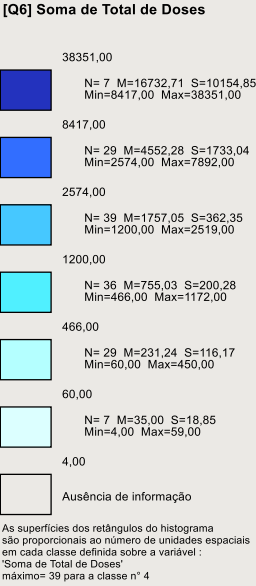 [Q6] Soma de Total de Doses
38351,00
N= 7 M=16732,71 S=10154,85
Min=8417,00 Max=38351,00
8417,00
N= 29 M=4552,28 S=1733,04
Min=2574,00 Max=7892,00
2574,00
N= 39 M=1757,05 S=362,35
Min=1200,00 Max=2519,00
1200,00
N= 36 M=755,03 S=200,28
Min=466,00 Max=1172,00
466,00
N= 29 M=231,24 S=116,17
Min=60,00 Max=450,00
60,00
N= 7 M=35,00 S=18,85
Min=4,00 Max=59,00
4,00
Ausência de informação
As superfícies dos retângulos do histograma
são proporcionais ao número de unidades espaciais
em cada classe definida sobre a variável :
'Soma de Total de Doses'
máximo= 39 para a classe n° 4